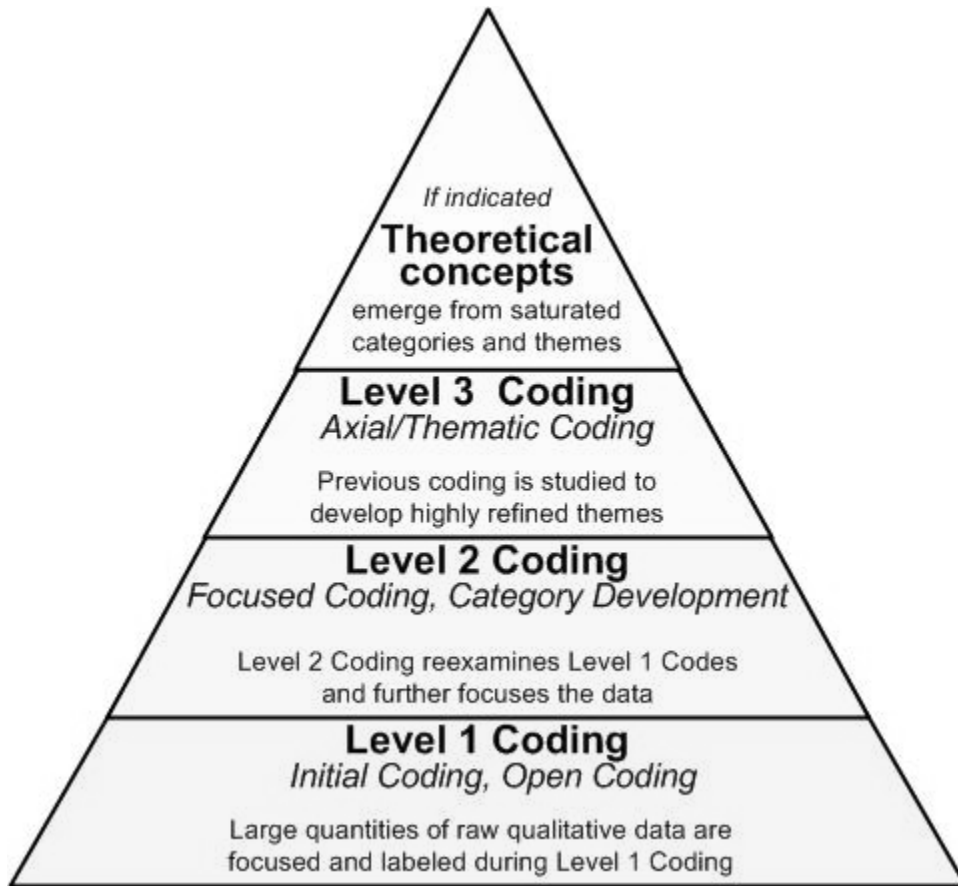 If indicated
Theoretical
concepts
emerge from saturated
categories and themes
Level 3 Coding
Axial/Thematic Coding
Previous coding is studied to
develop highly refined themes
Level 2 Coding
Focused Coding, Category Development
Level 2 Coding reexamines Level 1 Codes
and further focuses the data
Level 1 Coding
Initial Coding, Open Coding
Large quantities of raw qualitative data are
focused and labeled during Level 1 Coding